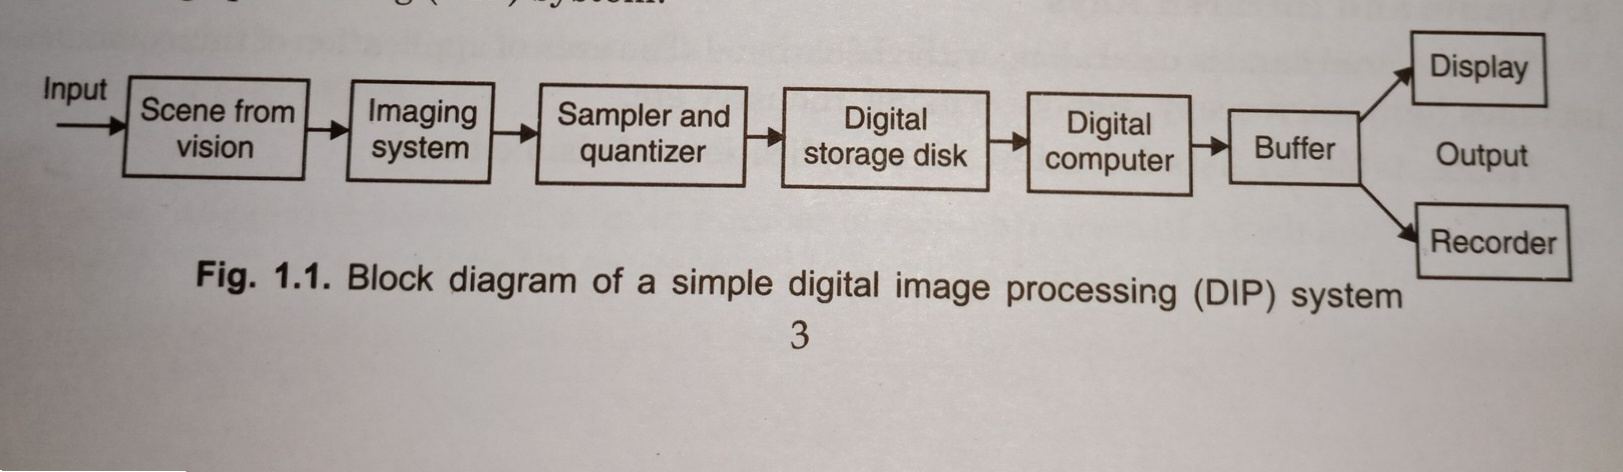 system.
Input
Scene from
vision
Imaging
system
Sampler and
quantizer
Digital
storage disk
Digital
computer
Buffer
Display
Output
Recorder
Fig. 1.1. Block diagram of a simple digital image processing (DIP) system
3